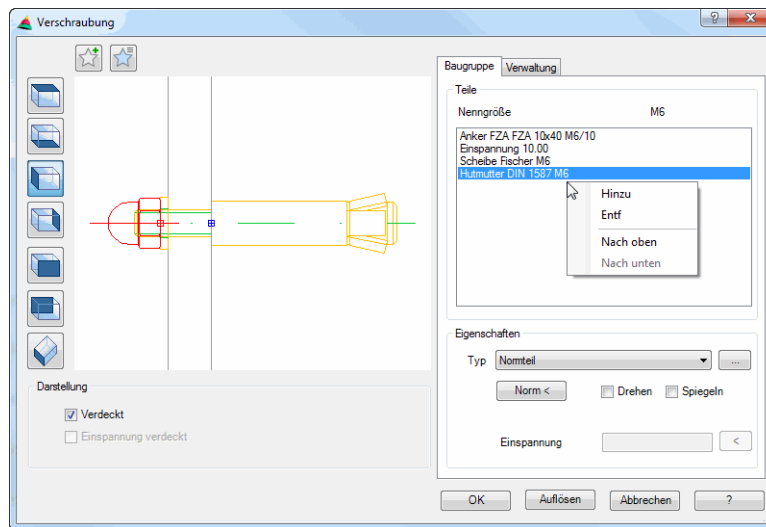 Verschraubung
?
X
Baugruppe
Verwaltung
Teile
Nenngröße M6
Anker FZA FZA 10x40 M6/10
Einspannung 10.00
Scheibe Fischer M6
Hutmutter DIN 1587 M6
Hinzu
Entf
Nach oben
Nach unten
Eigenschaften
Typ Normteil ...
Norm < Drehen Spiegeln
Einspannung <
Darstellung
Verdeckt
Einspannung verdeckt
OK Auflösen Abbrechen ?